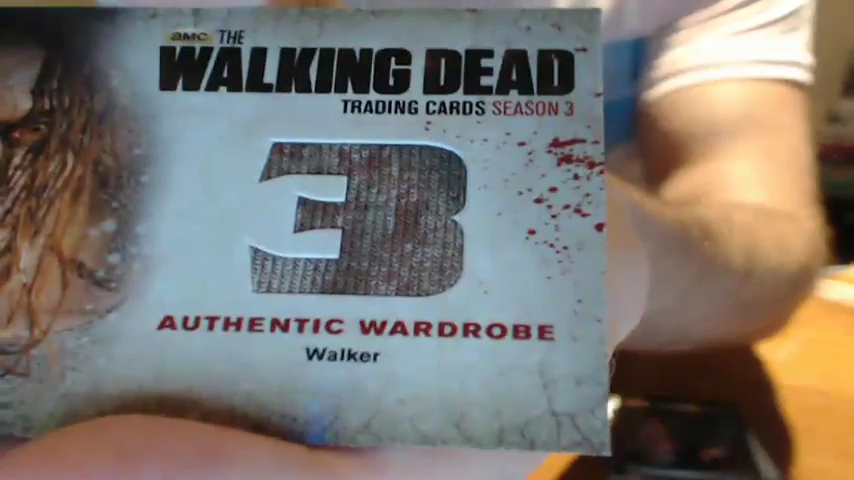 AMC THE
WALKING DEAD
TRADING CARDS SEASON 3
3
AUTHENTIC WARDROBE
Walker